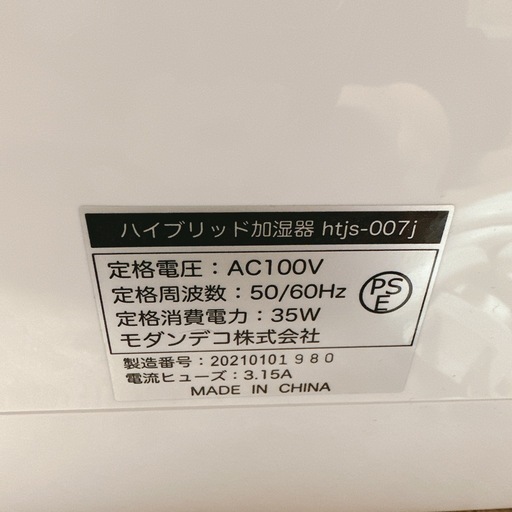 ハイブリッド加湿器 htjs-007j
定格電圧：AC100V
定格周波数：50/60Hz
定格消費電力：35W
モダンデコ株式会社
PSE
製造番号：20210101980
電流ヒューズ：3.15A
MADE IN CHINA